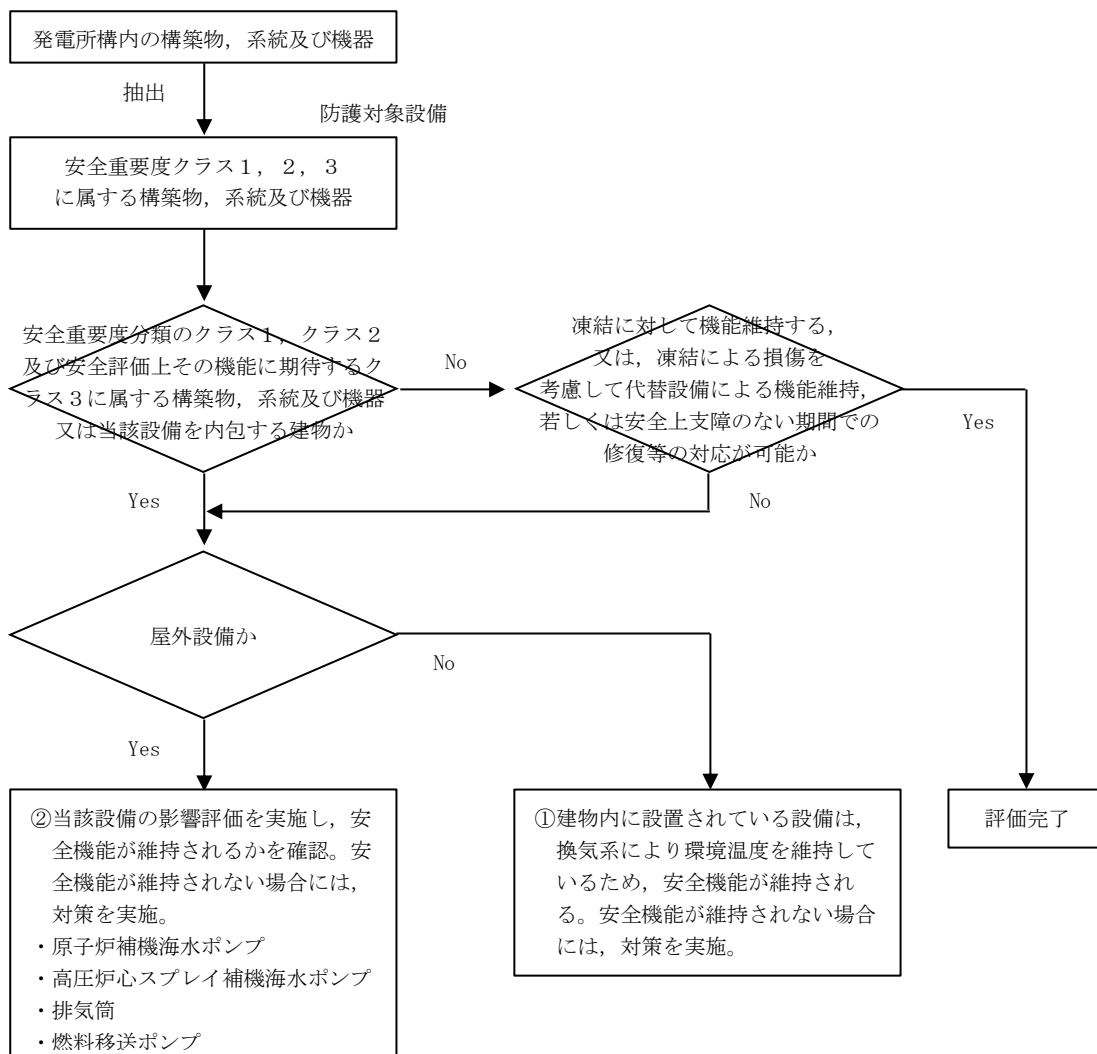 発電所構内の構築物，系統及び機器
抽出
防護対象設備
安全重要度クラス１，２，３
に属する構築物，系統及び機器
安全重要度分類のクラス１，クラス２
及び安全評価上その機能に期待するク
ラス３に属する構築物，系統及び機器
又は当該設備を内包する建物か
No
凍結に対して機能維持する，
又は，凍結による損傷を
考慮して代替設備による機能維持，
若しくは安全上支障のない期間での
修復等の対応が可能か
Yes
Yes
No
屋外設備か
No
Yes
②当該設備の影響評価を実施し，安
全機能が維持されるかを確認。安
全機能が維持されない場合には，
対策を実施。
・原子炉補機海水ポンプ
・高圧炉心スプレイ補機海水ポンプ
・排気筒
・燃料移送ポンプ
①建物内に設置されている設備は，
換気系により環境温度を維持して
いるため，安全機能が維持され
る。安全機能が維持されない場合
には，対策を実施。
評価完了